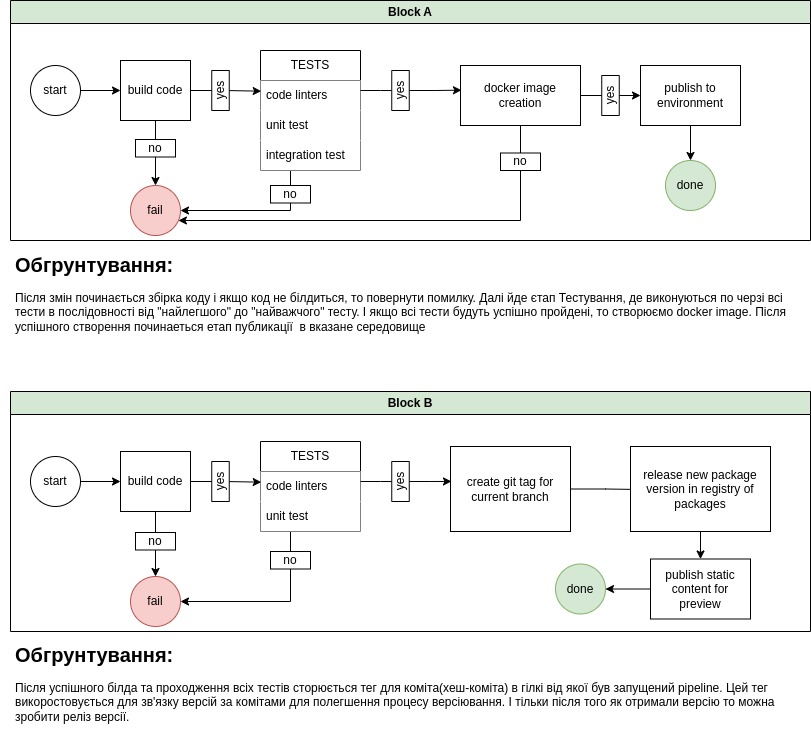 Block A
start
build code
yes
TESTS
code linters
unit test
integration test
yes
docker image
creation
yes
publish to
environment
no
no
no
fail
done
Обгрунтування:
Після змін починається збірка коду і якщо код не білдиться, то повернути помилку. Далі йде єтап Тестування, де виконуються по черзі всі
тести в послідовності від "найлегшого" до "найважчого" тесту. І якщо всі тести будуть успішно пройдені, то створюємо docker image. Після
успішного створення починаеться етап публикації  в вказане середовище
Block B
start
build code
yes
TESTS
code linters
unit test
yes
create git tag for
current branch
release new package
version in registry of
packages
no
no
fail
done
publish static
content for
preview
Обгрунтування:
Після успішного білда та проходження всіх тестів сторюється тег для коміта(хеш-коміта) в гілкі від якої був запущений pipeline. Цей тег
використовується для зв'язку версій за комітами для полегшення процесу версіювання. І тільки після того як отримали версію то можна
зробити реліз версії.